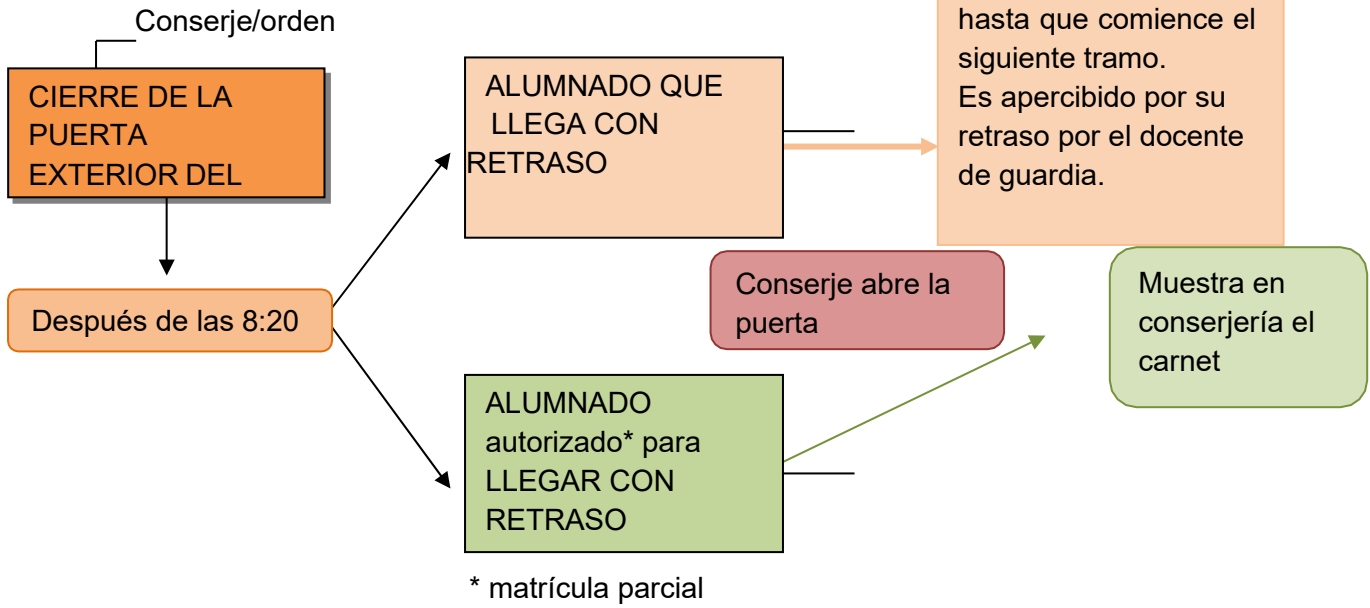 Conserje/orden
CIERRE DE LA
PUERTA
EXTERIOR DEL
Después de las 8:20
ALUMNADO QUE
LLEGA CON
RETRASO
hasta que comience el
siguiente tramo.
Es apercibido por su
retraso por el docente
de guardia.
Conserje abre la
puerta
Muestra en
conserjería el
carnet
ALUMNADO
autorizado* para
LLEGAR CON
RETRASO
* matrícula parcial